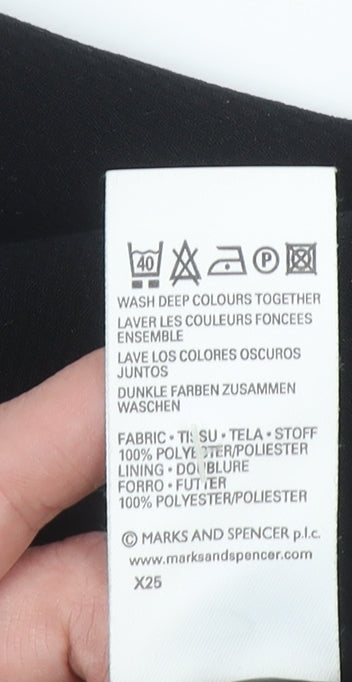 40 P
WASH DEEP COLOURS TOGETHER
LAVER LES COULEURS FONCEES
ENSEMBLE
LAVE LOS COLORES OSCUROS
JUNTOS
DUNKLE FARBEN ZUSAMMEN
WASCHEN
FABRIC • TISSU • TELA • STOFF
100% POLYESTER/POLIESTER
LINING • DOUBLURE
FORRO • FUTTER
100% POLYESTER/POLIESTER
© MARKS AND SPENCER p.l.c.
www.marksandspencer.com
X25